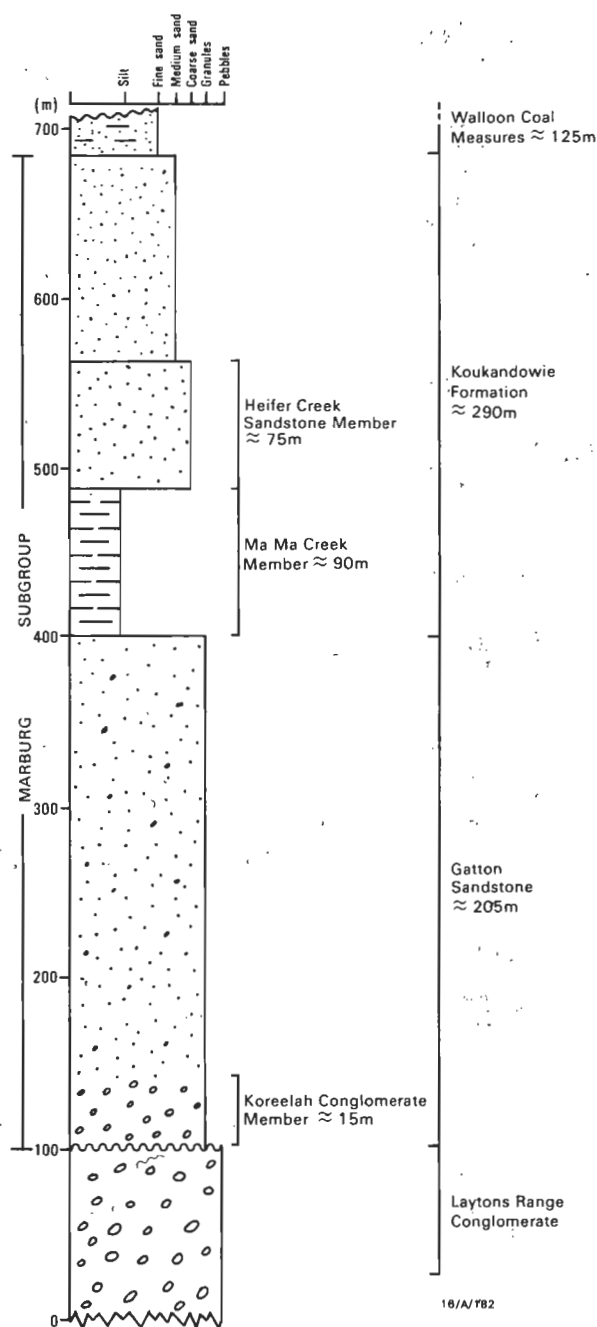 Silt
Fine sand
Medium sand
Coarse sand
Granules
Pebbles
(m)
700
600
500
400
300
200
100
0
MARBURG SUBGROUP
Heifer Creek
Sandstone Member
≈ 75m
Ma Ma Creek
Member ≈ 90m
Koreelah Conglomerate
Member ≈ 15m
Walloon Coal
Measures ≈ 125m
Koukandowie
Formation
≈ 290m
Gatton
Sandstone
≈ 205m
Laytons Range
Conglomerate
16/A/182